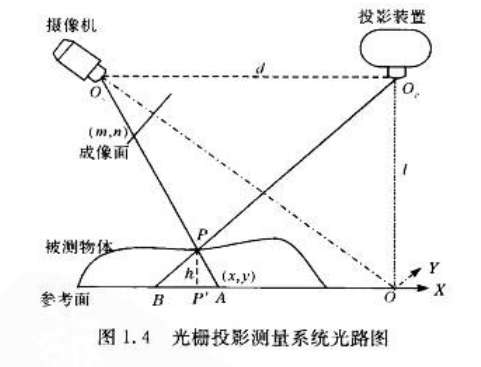 摄像机
投影装置
d
O_c
O_r
(m,n)
成像面
l
P
被测物体
h
(x,y)
Y
参考面
B
P'
A
O
X
图 1.4 光栅投影测量系统光路图